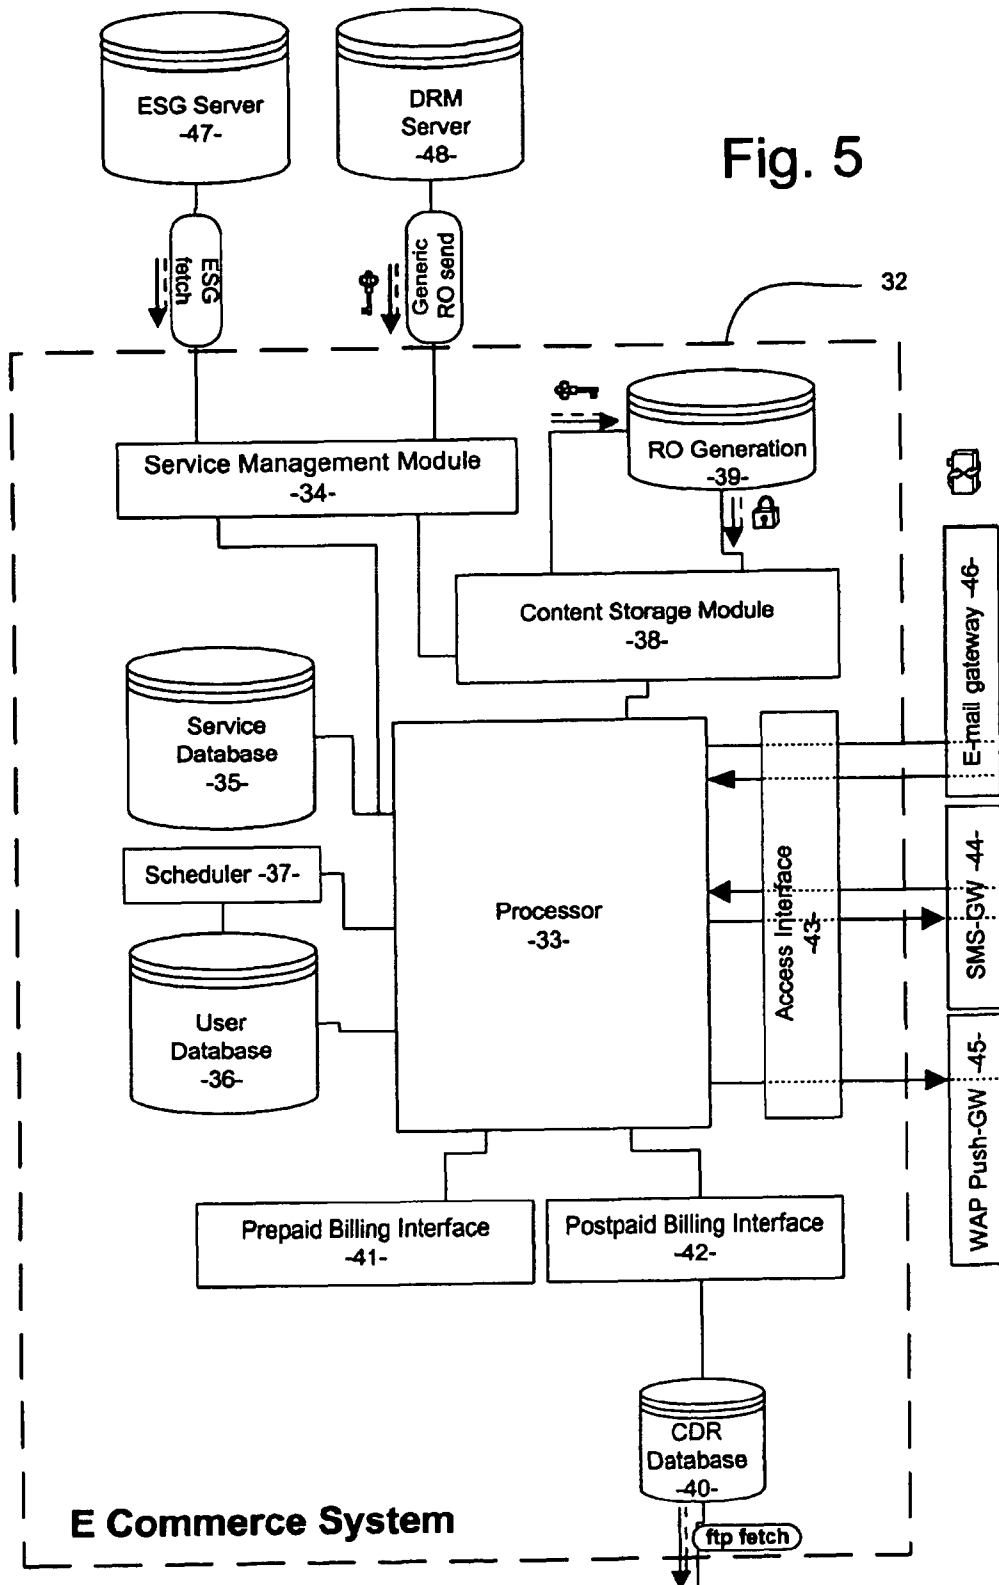 ESG Server
-47-
DRM
Server
-48-
Fig. 5
ESG
fetch
Generic
RO send
32
RO Generation
-39-
Service Management Module
-34-
Content Storage Module
-38-
E-mail gateway -46-
Service
Database
-35-
Scheduler -37-
Processor
-33-
Access Interface
-43-
SMS-GW -44-
User
Database
-36-
WAP Push-GW -45-
Prepaid Billing Interface
-41-
Postpaid Billing Interface
-42-
CDR
Database
-40-
E Commerce System
ftp fetch